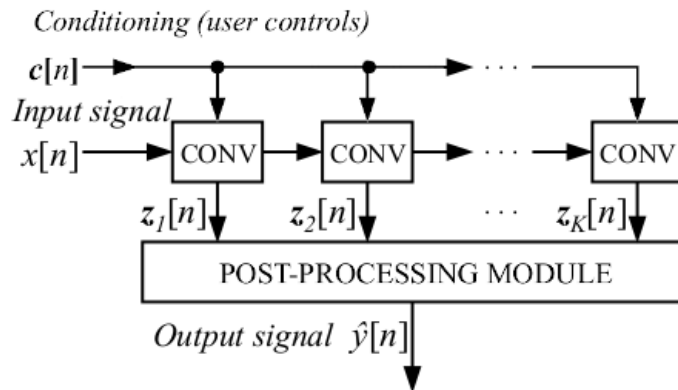 Conditioning (user controls)
c[n]
. . .
Input signal
x[n] CONV CONV . . . CONV
z1[n] z2[n] . . . zK[n]
POST-PROCESSING MODULE
Output signal ŷ[n]